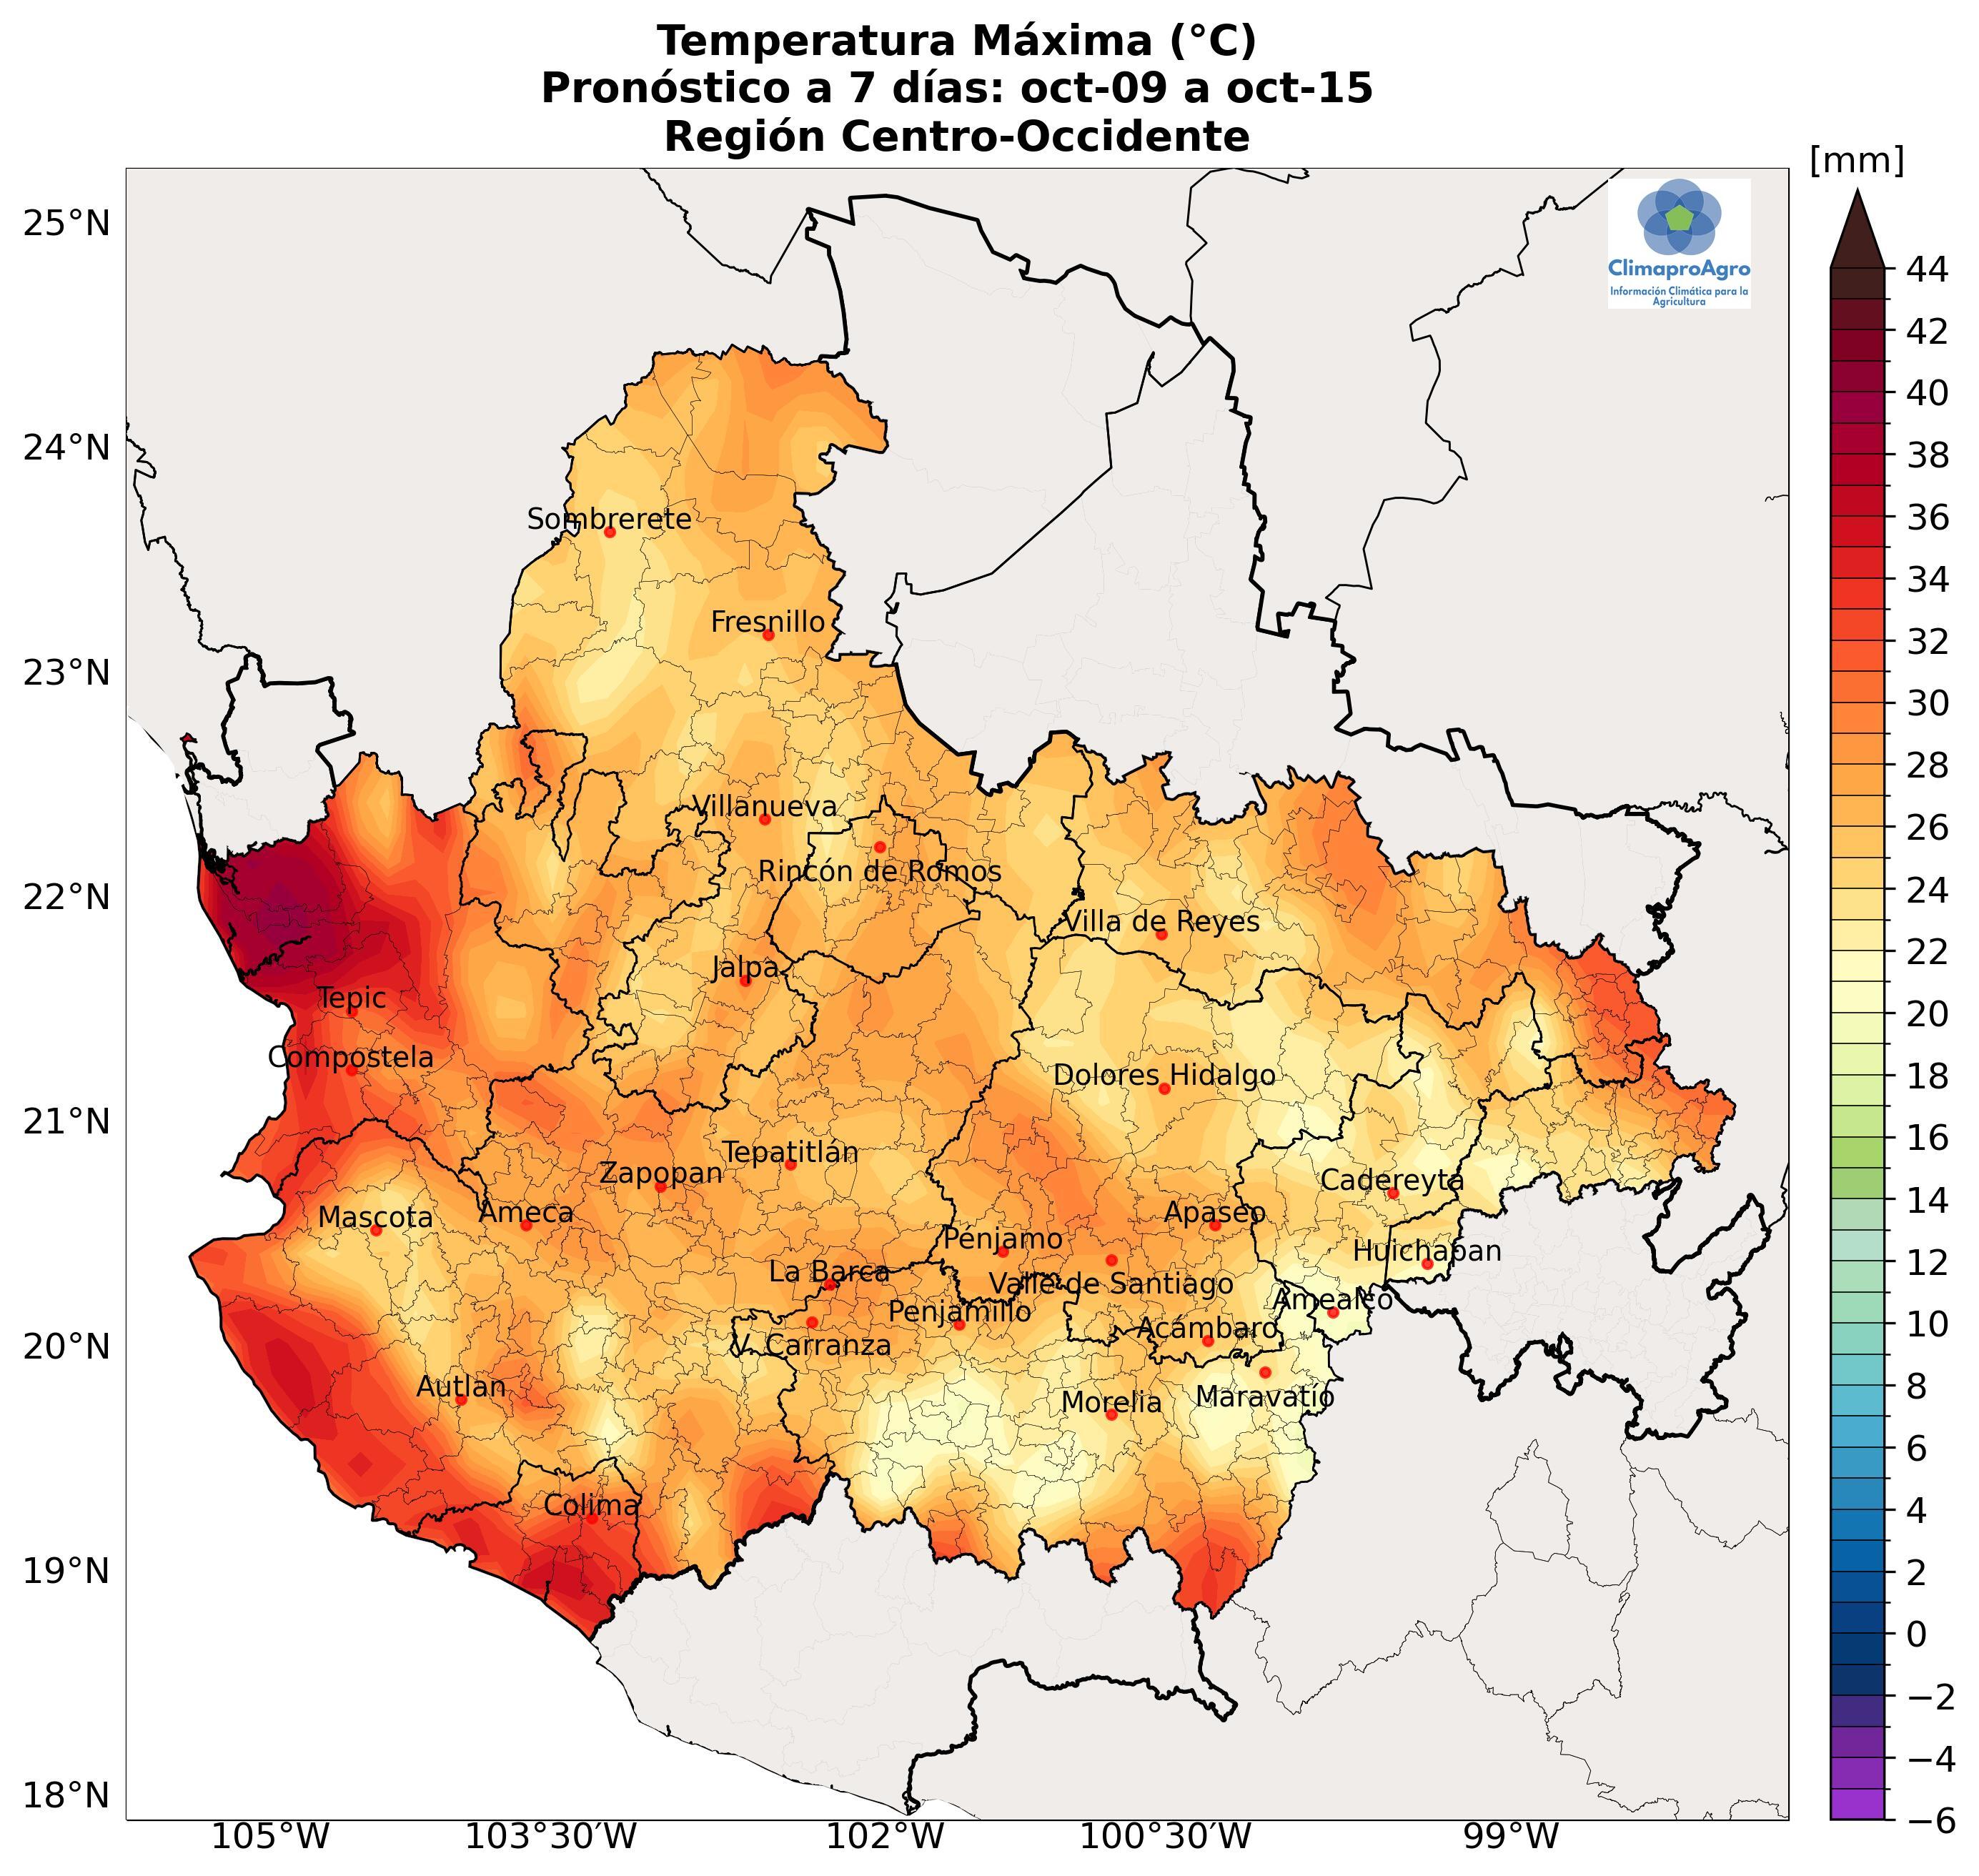 Temperatura Máxima (°C)
Pronóstico a 7 días: oct-09 a oct-15
Región Centro-Occidente
[mm]
25°N
24°N
23°N
22°N
21°N
20°N
19°N
18°N
ClimaproAgro
Información Climática para la
Agricultura
Sombrerete
Fresnillo
Villanueva
Rincón de Romos
Villa de Reyes
Jalpa
Tepic
Compostela
Dolores Hidalgo
Tepatitlán
Zapopan
Cadereyta
Mascota
Ameca
Apaseo
Pénjamo
Huichapan
La Barca
Valle de Santiago
Amealco
Penjamillo
Acámbaro
V. Carranza
Autlan
Morelia
Maravatío
Colima
44
42
40
38
36
34
32
30
28
26
24
22
20
18
16
14
12
10
8
6
4
2
0
−2
−4
−6
105°W
103°30′W
102°W
100°30′W
99°W